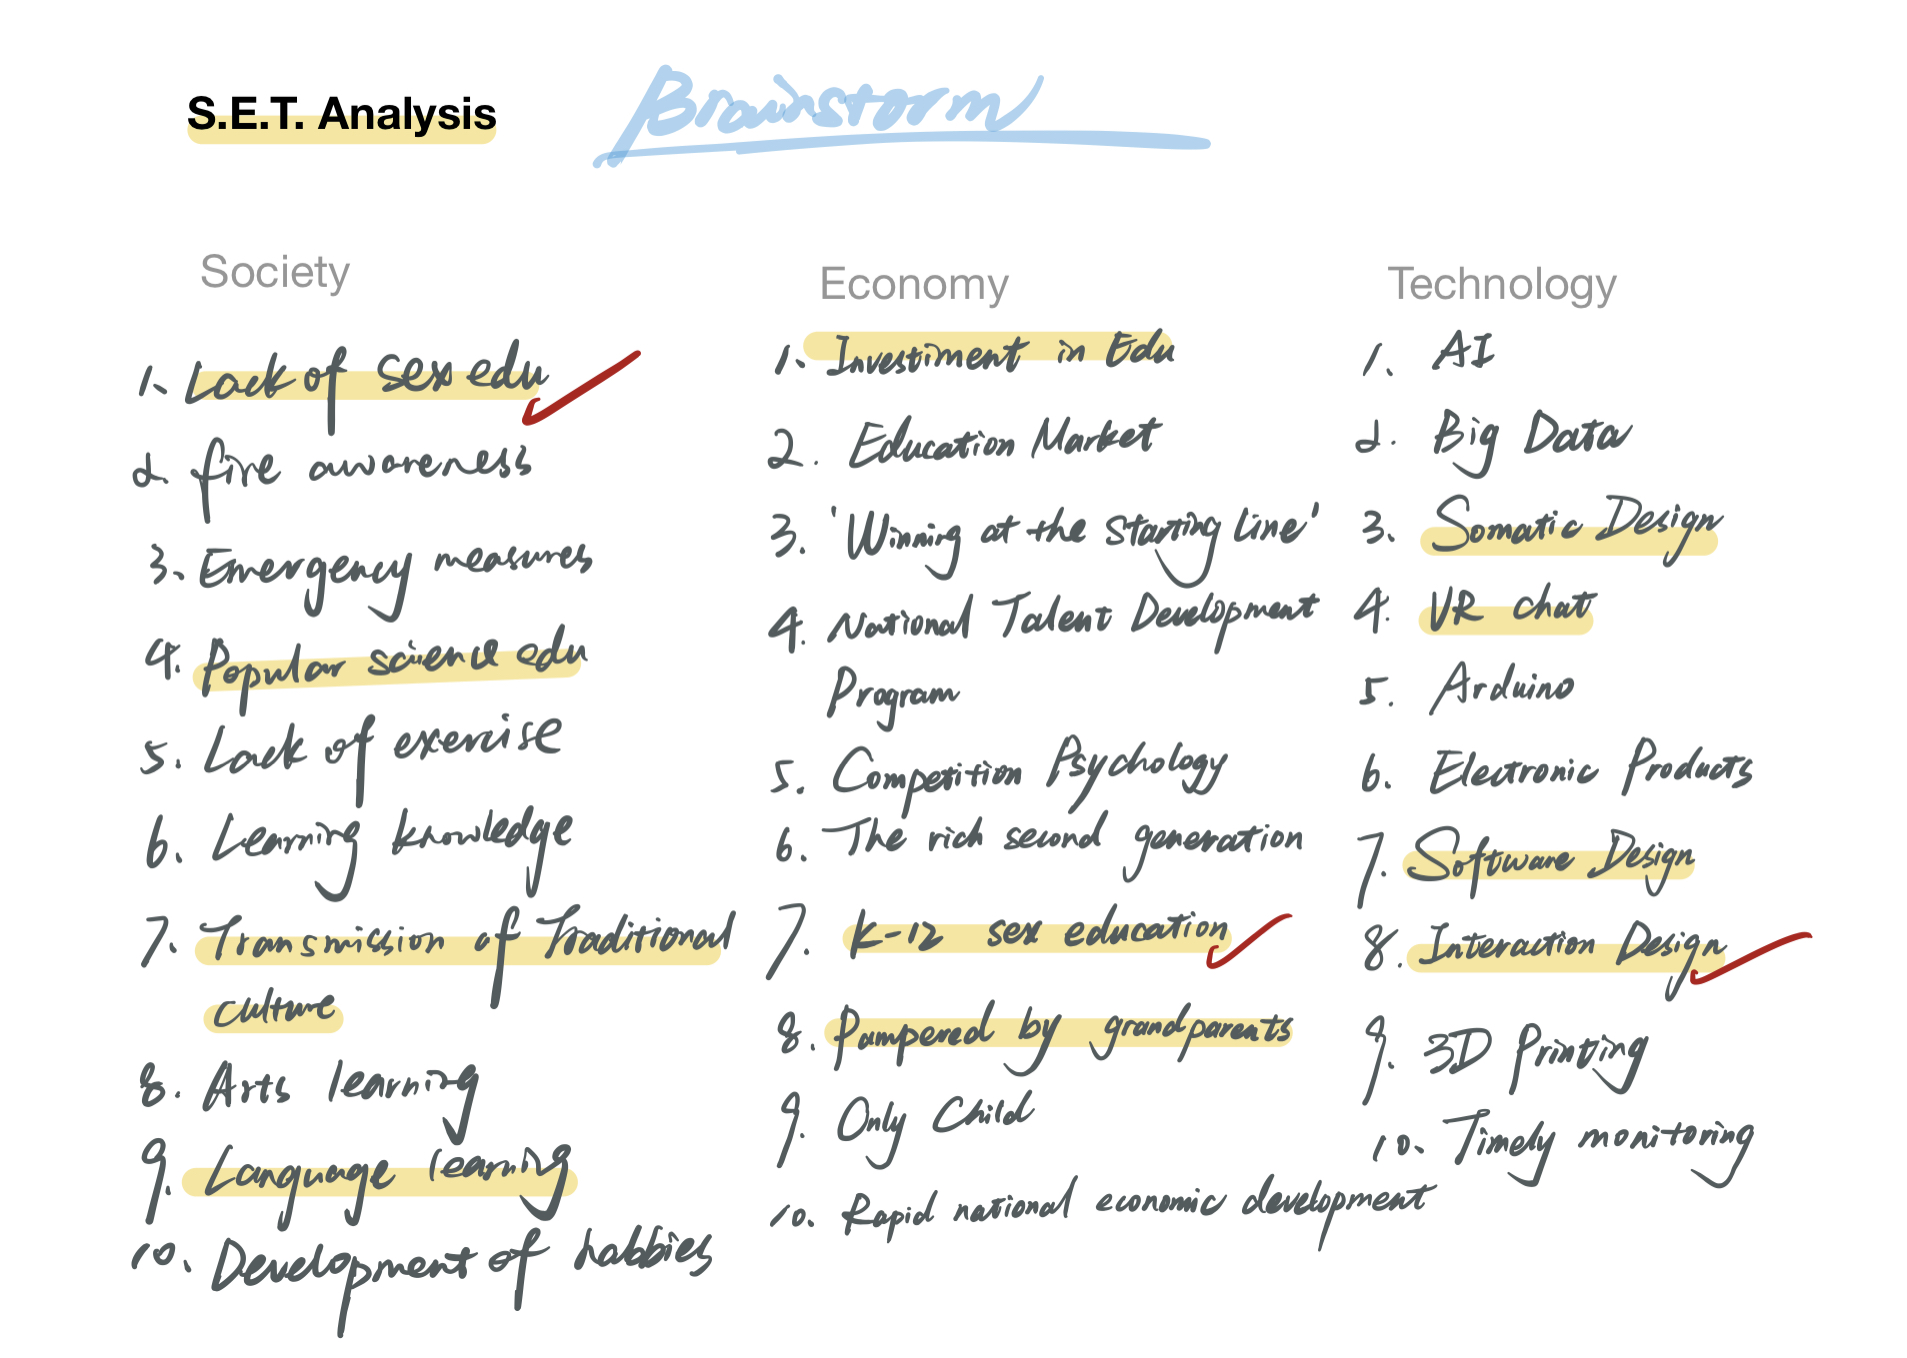 S.E.T. Analysis
Brainstorm
Society
1. Lack of sex edu
2. fire awareness
3. Emergency measures
4. Popular science edu
5. Lack of exercise
6. Learning knowledge
7. Transmission of Traditional
culture
8. Arts learning
9. Language learning
10. Development of hobbies
Economy
1. Investiment in Edu
2. Education Market
3. 'Winning at the starting line'
4. National Talent Development
Program
5. Competition Psychology
6. The rich second generation
7. K-12 sex education
8. Pampered by grandparents
9. Only Child
10. Rapid national economic development
Technology
1. AI
2. Big Data
3. Somatic Design
4. VR chat
5. Arduino
6. Electronic Products
7. Software Design
8. Interaction Design
9. 3D Printing
10. Timely monitoring